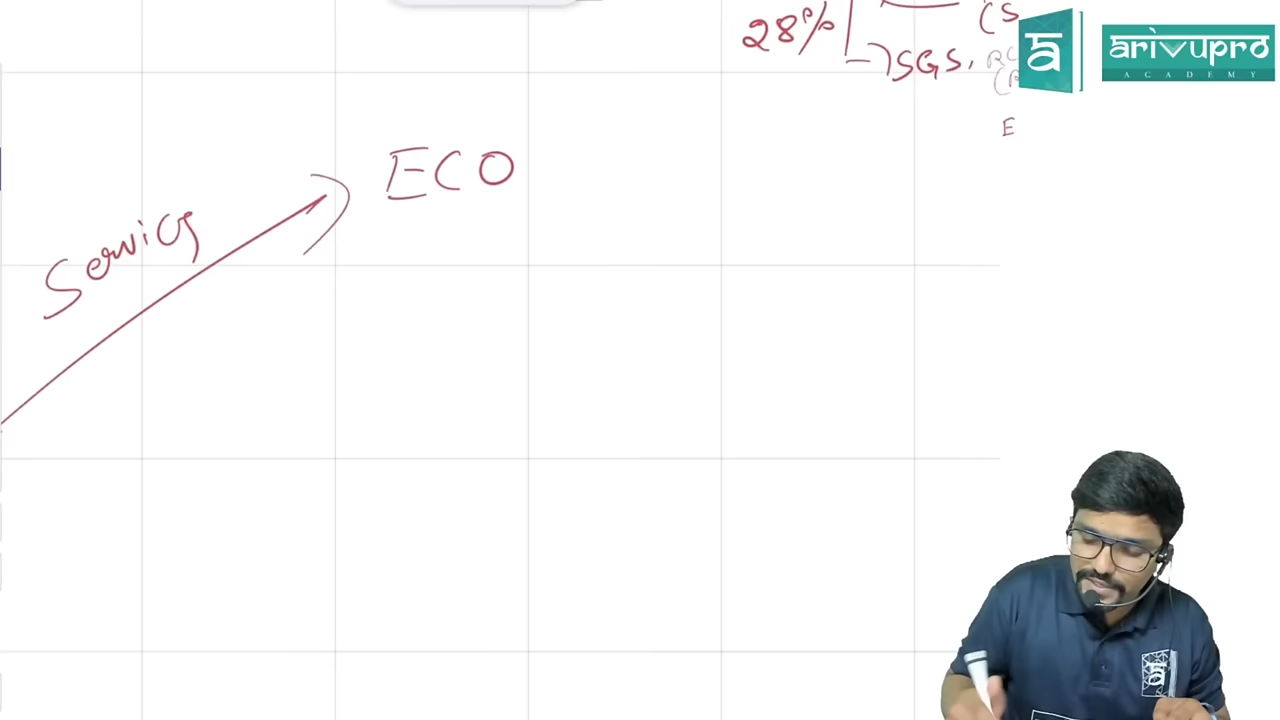 28%
→SGS.
(S
E
ā
arivupro
ACADEMY
ECO
Service